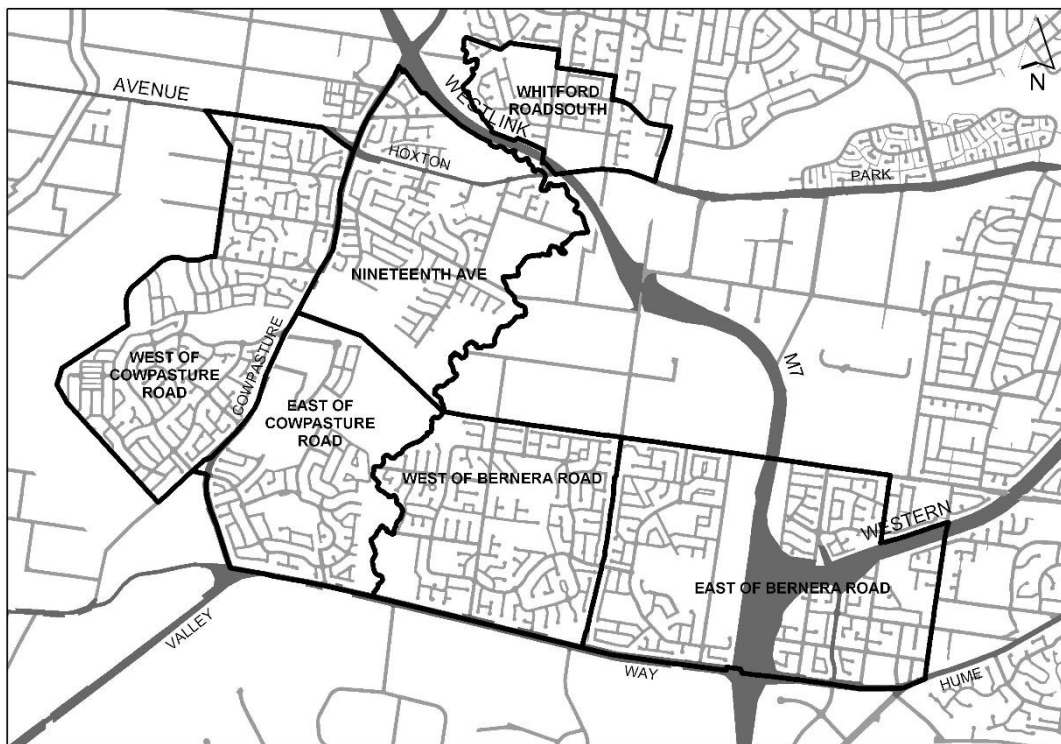 N
AVENUE
WESTLINK
WHITFORD
ROADSOUTH
HOXTON
PARK
NINETEENTH AVE
WEST OF
COWPASTURE
ROAD
COWPASTURE
M7
EAST OF
COWPASTURE
ROAD
WEST OF BERNERA ROAD
WESTERN
EAST OF BERNERA ROAD
VALLEY
WAY
HUME